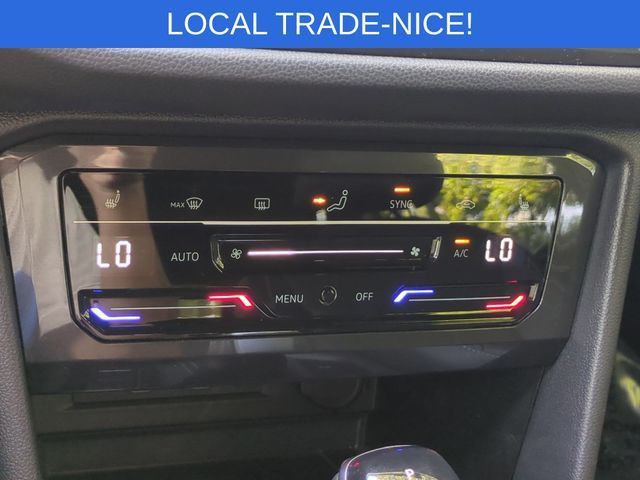 LOCAL TRADE-NICE!
MAX
SYNC
LO
AUTO
A/C
LO
MENU
OFF
P